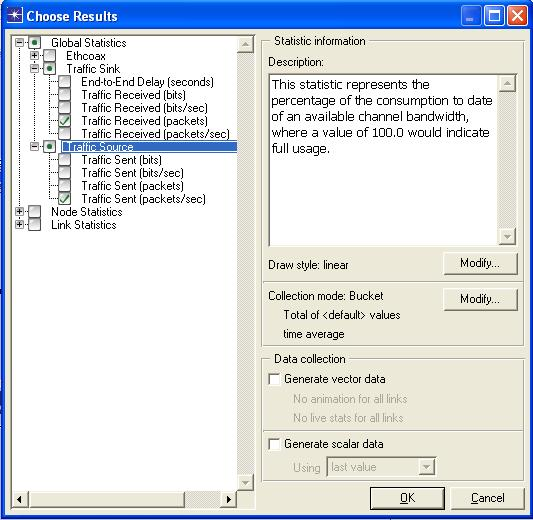 Choose Results
Global Statistics
Ethcoax
Traffic Sink
End-to-End Delay (seconds)
Traffic Received (bits)
Traffic Received (bits/sec)
Traffic Received (packets)
Traffic Received (packets/sec)
Traffic Source
Traffic Sent (bits)
Traffic Sent (bits/sec)
Traffic Sent (packets)
Traffic Sent (packets/sec)
Node Statistics
Link Statistics
Statistic information
Description:
This statistic represents the
percentage of the consumption to date
of an available channel bandwidth,
where a value of 100.0 would indicate
full usage.
Draw style: linear
Modify...
Collection mode: Bucket
Modify...
Total of <default> values
time average
Data collection
Generate vector data
No animation for all links
No live stats for all links
Generate scalar data
Using
last value
OK
Cancel